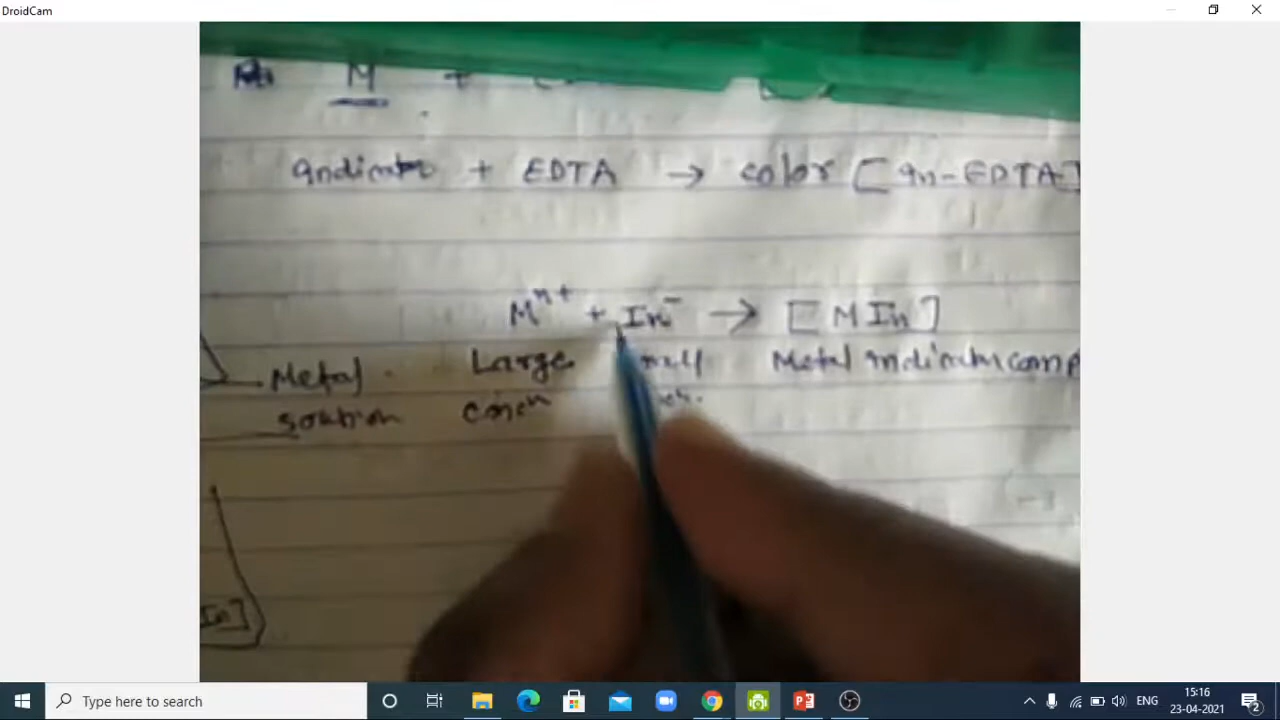 DroidCam
M +
Indicator + EDTA → color [In-EDTA]
Mⁿ⁺ + In⁻ → [MIn]
Metal Large Metal indicator comp
solution concn
In]
Type here to search
ENG
15:16
23-04-2021
2